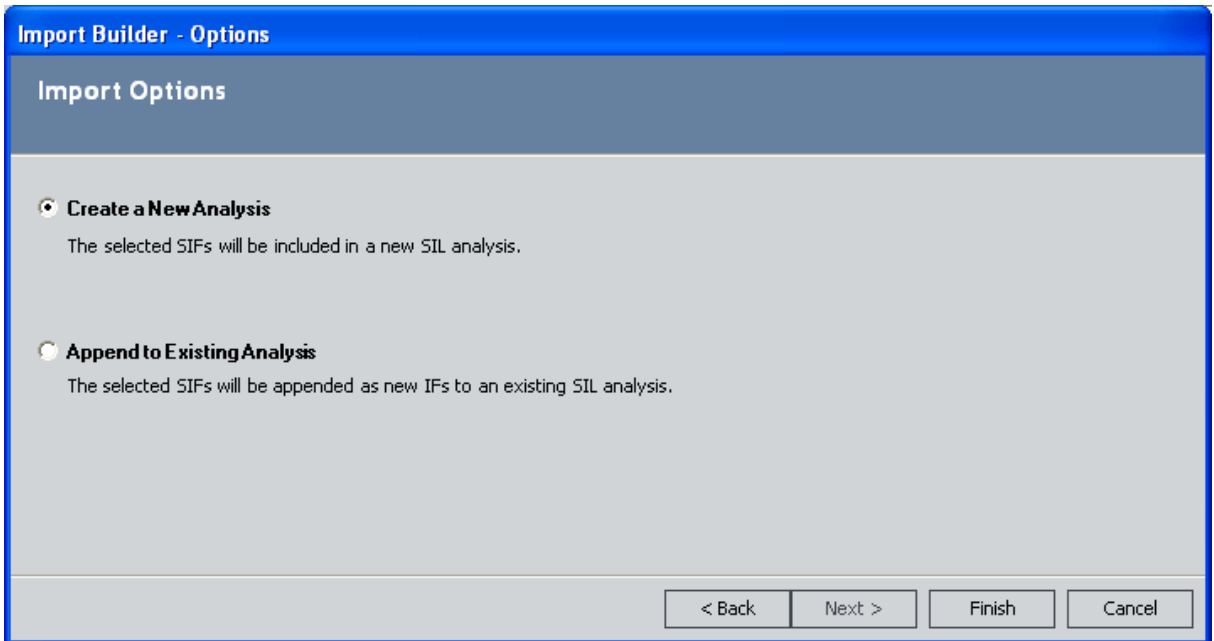 Import Builder - Options
Import Options
Create a New Analysis
The selected SIFs will be included in a new SIL analysis.
Append to Existing Analysis
The selected SIFs will be appended as new IFs to an existing SIL analysis.
< Back Next > Finish Cancel